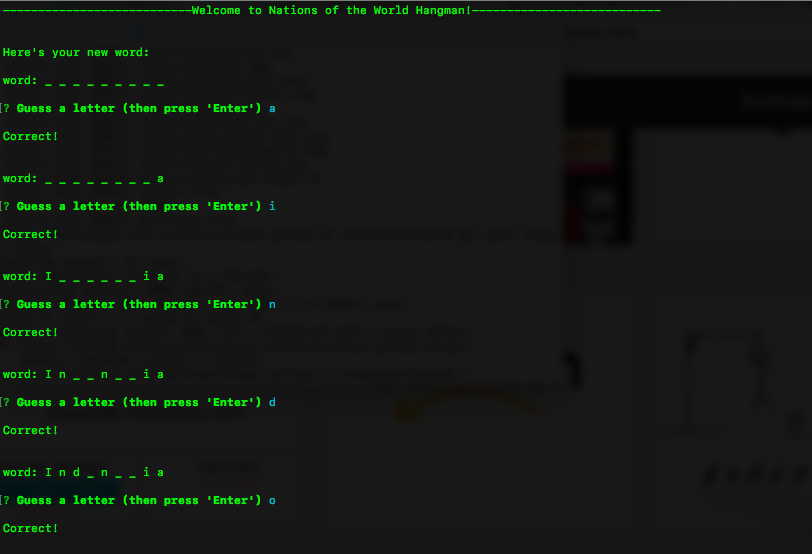 ——————————————————————————Welcome to Nations of the World Hangman!——————————————————————————
Here's your new word:
word: _ _ _ _ _ _ _ _ _
[? Guess a letter (then press 'Enter') a
Correct!
word: _ _ _ _ _ _ _ _ a
[? Guess a letter (then press 'Enter') i
Correct!
word: I _ _ _ _ _ _ i a
[? Guess a letter (then press 'Enter') n
Correct!
word: I n _ _ n _ _ i a
[? Guess a letter (then press 'Enter') d
Correct!
word: I n d _ n _ _ i a
[? Guess a letter (then press 'Enter') o
Correct!